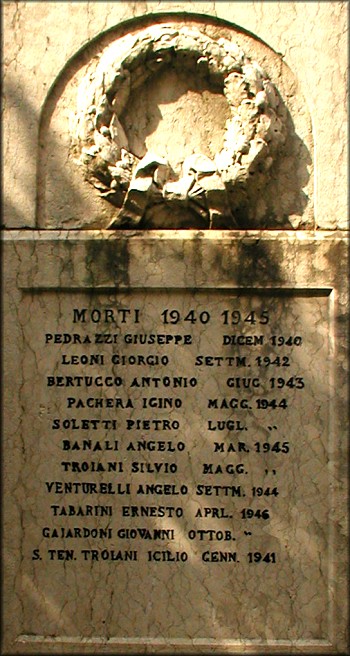 MORTI 1940 1945
PEDRAZZI GIUSEPPE DICEM 1940
LEONI GIORGIO SETTM. 1942
BERTUCCO ANTONIO GIUG 1943
PACHERA IGINO MAGG. 1944
SOLETTI PIETRO LUGL. ,,
BANALI ANGELO MAR. 1945
TROIANI SILVIO MAGG. ,,
VENTURELLI ANGELO SETTM. 1944
TABARINI ERNESTO APRL. 1946
GAIARDONI GIOVANNI OTTOB. "
S. TEN. TROIANI ICILIO GENN. 1941